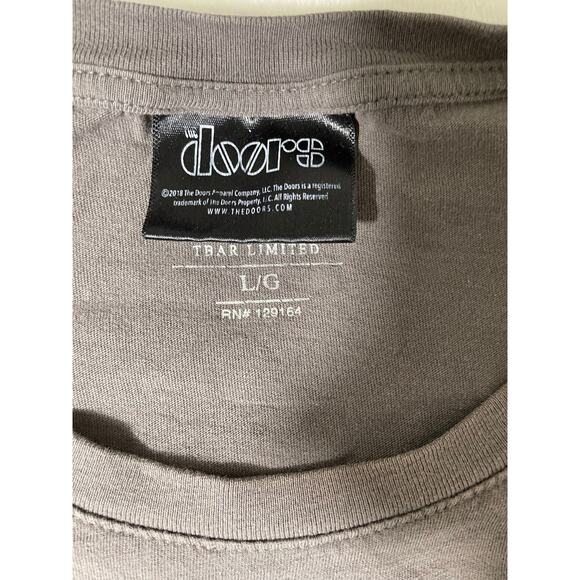 the
doors
©2018 The Doors Apparel Company, LLC. The Doors is a registered
trademark of The Doors Property, LLC. All Rights Reserved
WWW.THEDOORS.COM
TBAR LIMITED
L/G
RN# 129164